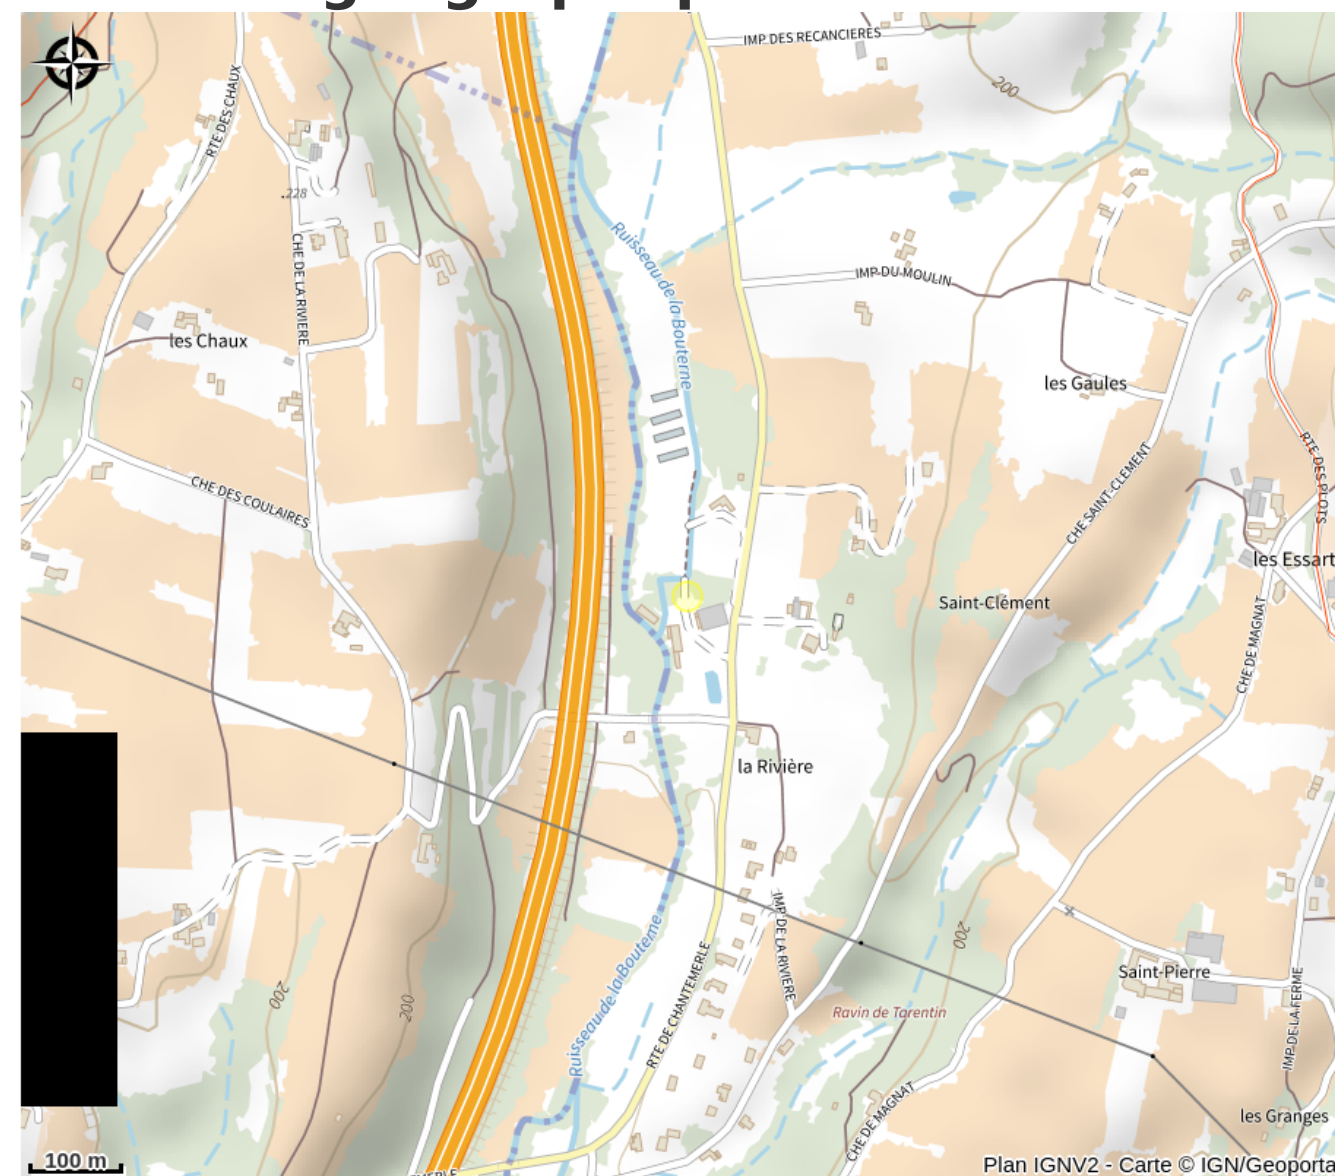 IMP DES RECANCIERES
200
RTE DES CHAUX
228
Ruisseau de la Bouterne
CHE DE LA RIVIERE
IMP DU MOULIN
les Chaux
les Gaules
RTE DES PLOTS
CHE SAINT-CLEMENT
CHE DES COULAIRES
les Essart
Saint-Clément
CHE DE MAGNAT
la Rivière
IMP DE LA RIVIERE
200
Saint-Pierre
RTE DE CHANTEMERLE
Ruisseau de la Bouterne
200
200
Ravin de Tarentin
IMP DE LA FERME
CHE DE MAGNAT
les Granges
100 m
Plan IGNV2 - Carte © IGN/Geoporta